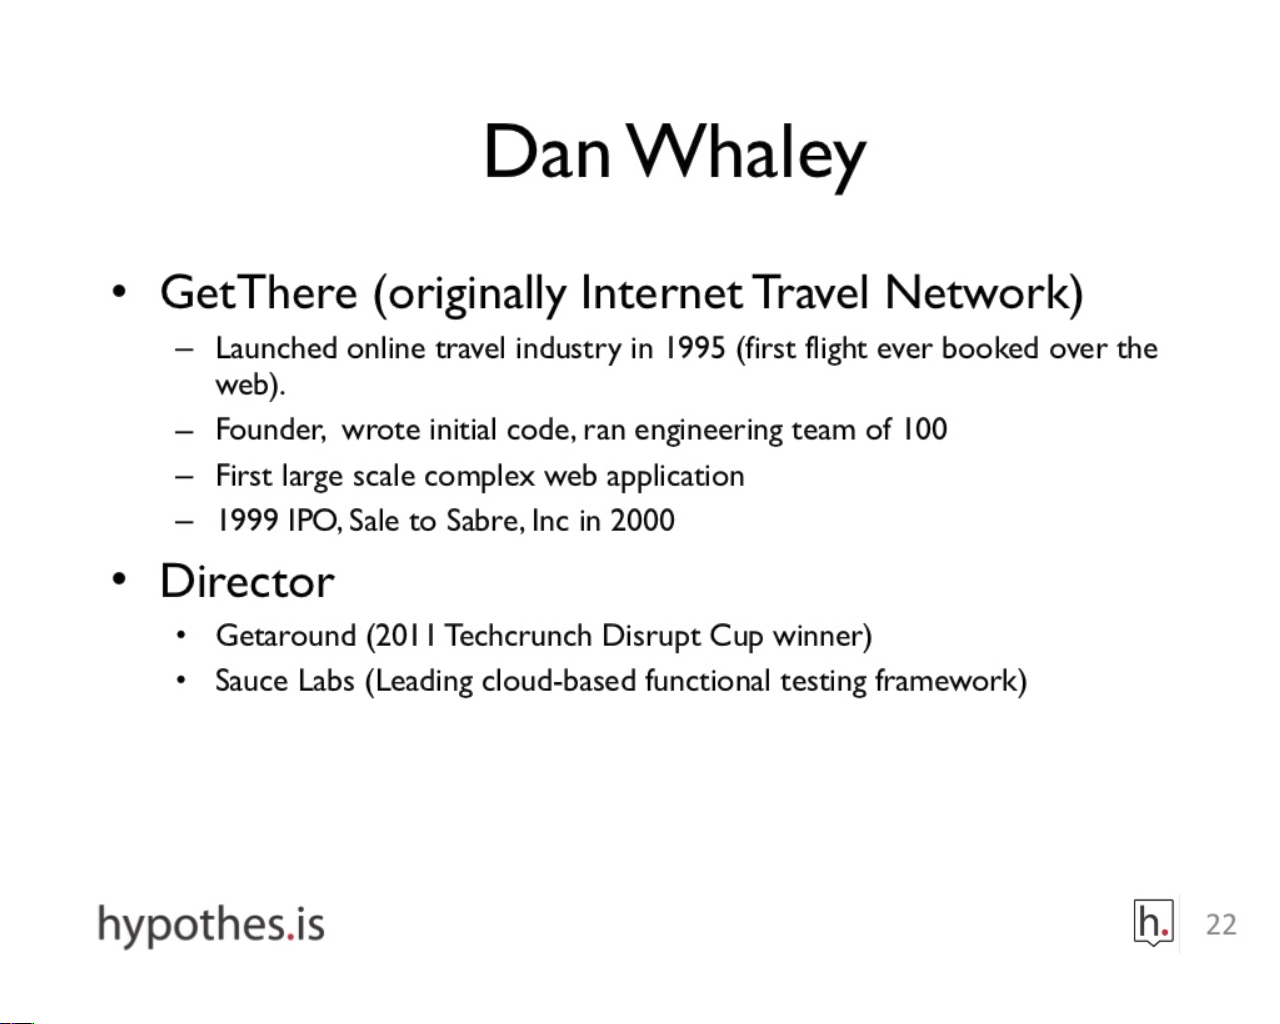 Dan Whaley
• GetThere (originally Internet Travel Network)
– Launched online travel industry in 1995 (first flight ever booked over the
web).
– Founder, wrote initial code, ran engineering team of 100
– First large scale complex web application
– 1999 IPO, Sale to Sabre, Inc in 2000
• Director
• Getaround (2011 Techcrunch Disrupt Cup winner)
• Sauce Labs (Leading cloud-based functional testing framework)
hypothes.is
h.
22